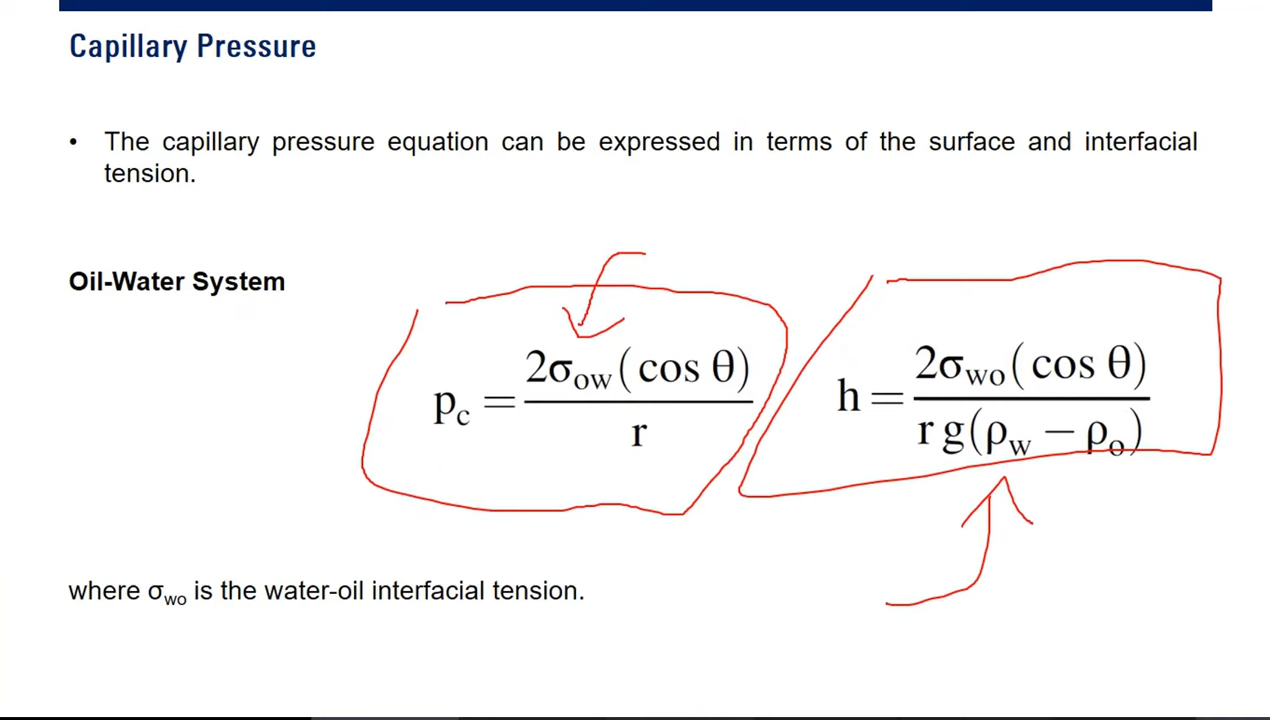 Capillary Pressure
• The capillary pressure equation can be expressed in terms of the surface and interfacial
tension.
Oil-Water System
p_c = 2σ_ow(cos θ) / r
h = 2σ_wo(cos θ) / r g(ρ_w − ρ_o)
where σ_wo is the water-oil interfacial tension.